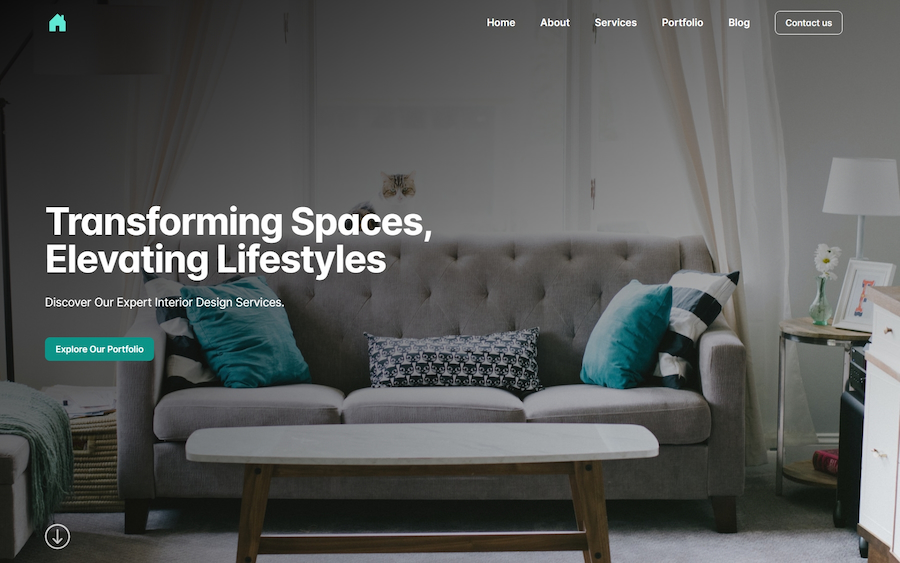 Home
About
Services
Portfolio
Blog
Contact us
Transforming Spaces,
Elevating Lifestyles
Discover Our Expert Interior Design Services.
Explore Our Portfolio